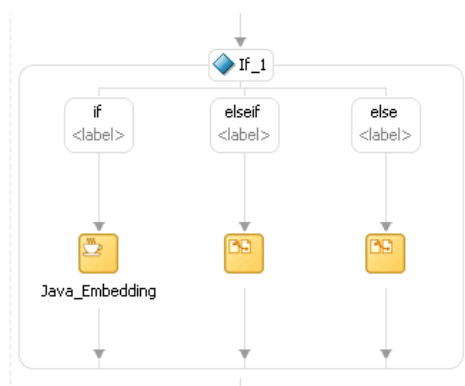 If_1
if
elseif
else
<label>
<label>
<label>
Java_Embedding